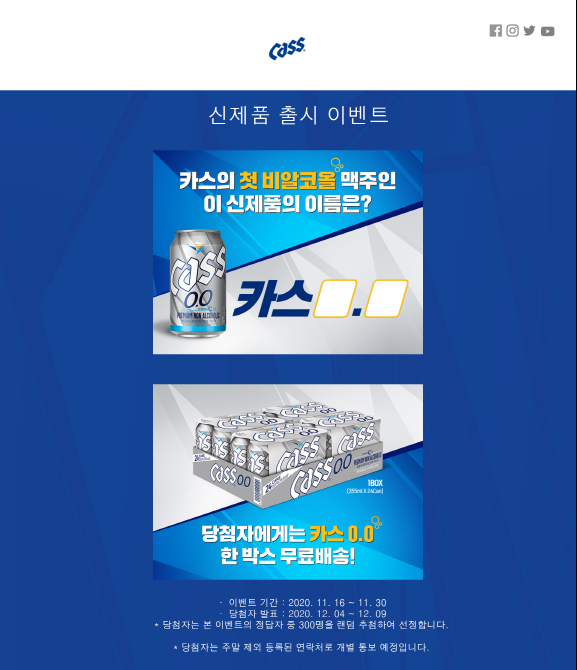 cass
신제품 출시 이벤트
카스의 첫 비알코올 맥주인
이 신제품의 이름은?
cass
0.0
PREMIUM NON ALCOHOLIC
카스 .
cass 0.0
cass 0.0
1BOX
(355ml X 24Can)
당첨자에게는 카스 0.0
한 박스 무료배송!
· 이벤트 기간 : 2020. 11. 16 ~ 11. 30
· 당첨자 발표 : 2020. 12. 04 ~ 12. 09
* 당첨자는 본 이벤트의 정답자 중 300명을 랜덤 추첨하여 선정합니다.
* 당첨자는 주말 제외 등록된 연락처로 개별 통보 예정입니다.